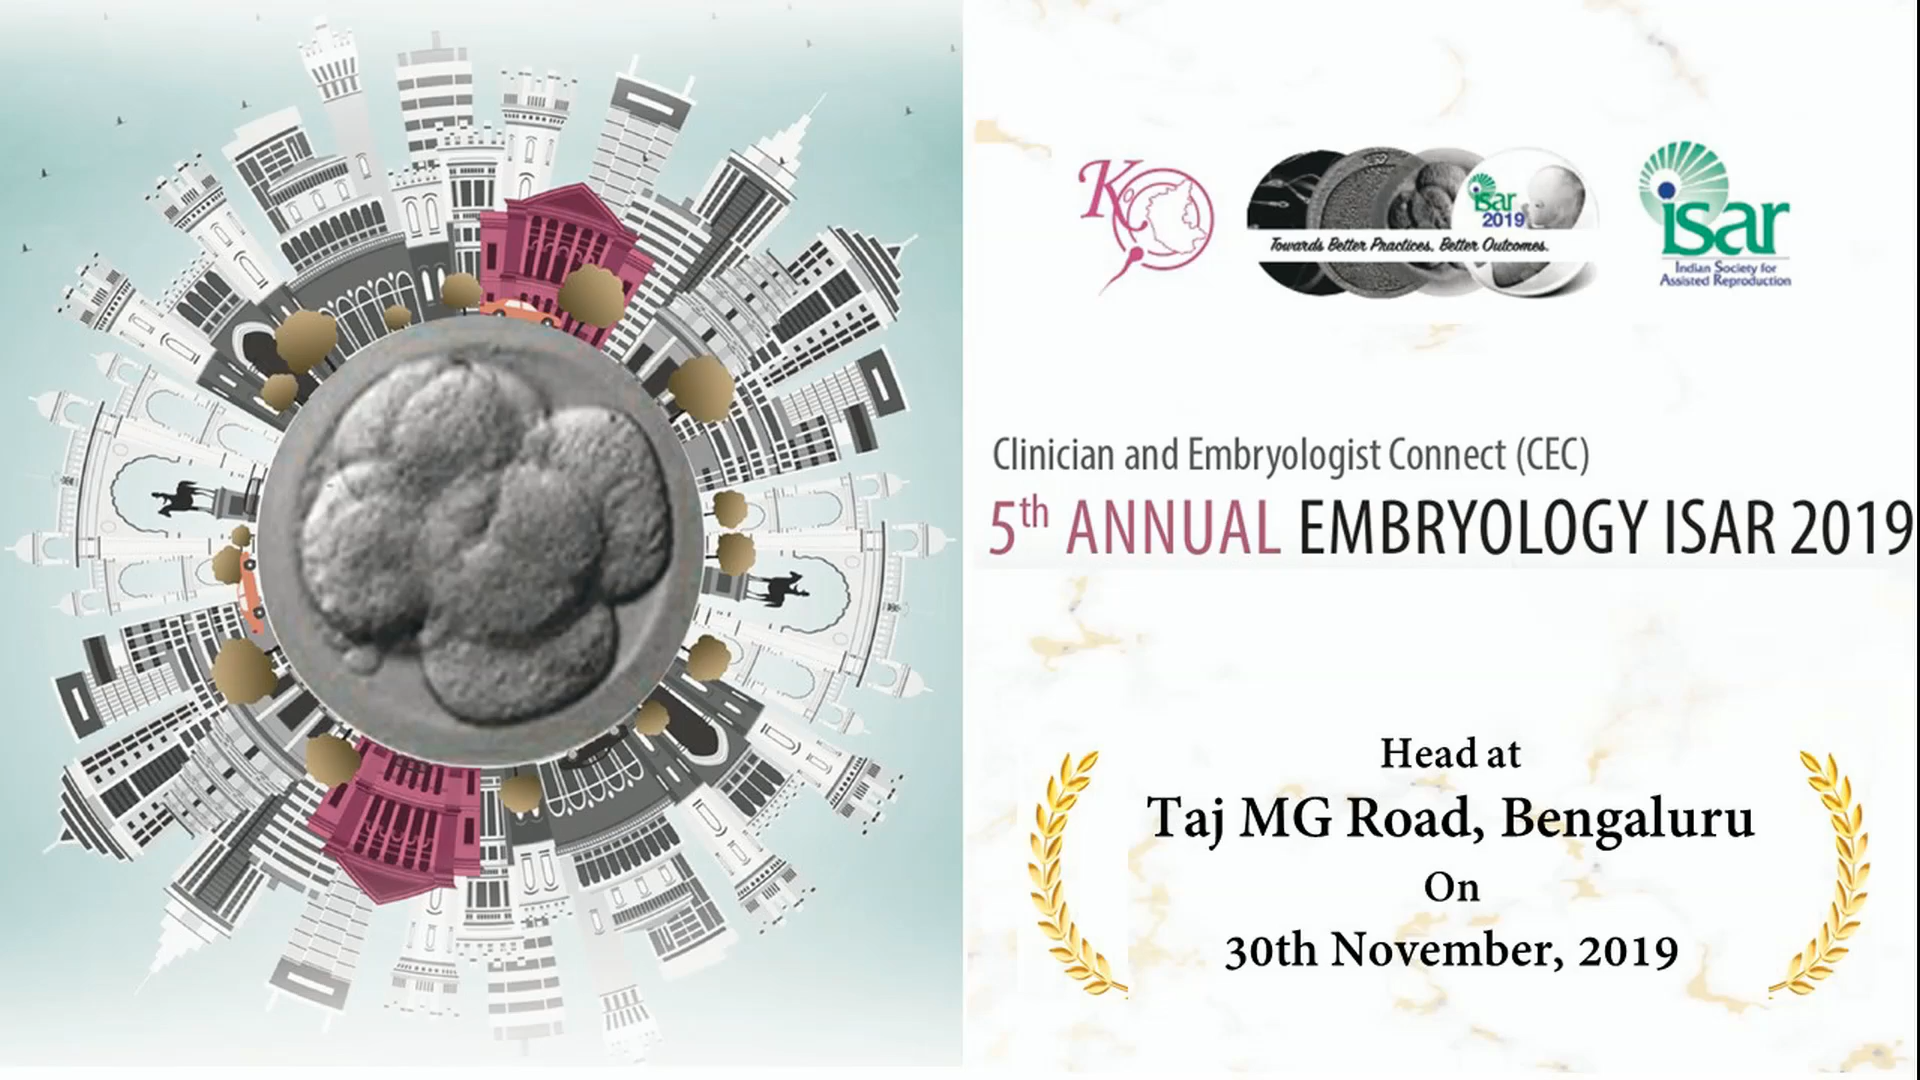 K
isar
2019
Towards Better Practices, Better Outcomes.
isar
Indian Society for
Assisted Reproduction
Clinician and Embryologist Connect (CEC)
5th ANNUAL EMBRYOLOGY ISAR 2019
Head at
Taj MG Road, Bengaluru
On
30th November, 2019